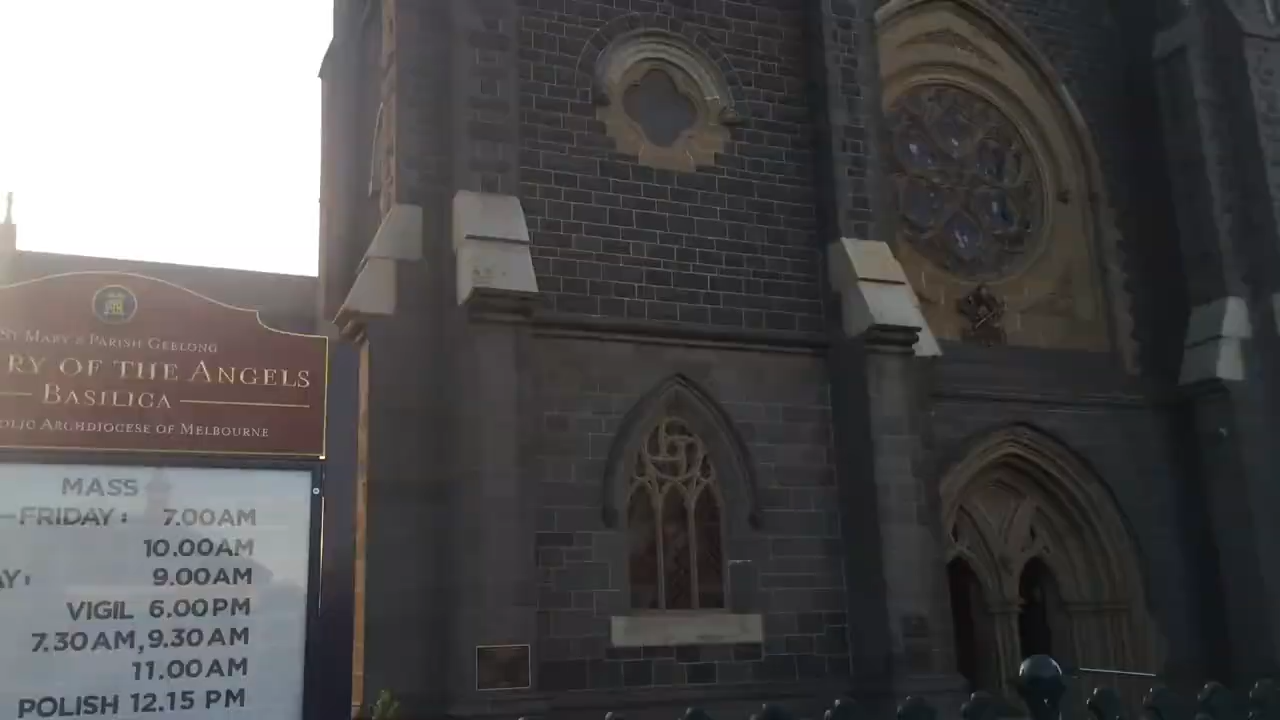 St Mary's Parish Geelong
RY OF THE ANGELS
BASILICA
OLIC ARCHDIOCESE OF MELBOURNE
MASS
-FRIDAY: 7.00AM
10.00AM
AY: 9.00AM
VIGIL 6.00PM
7.30AM, 9.30AM
11.00AM
POLISH 12.15 PM